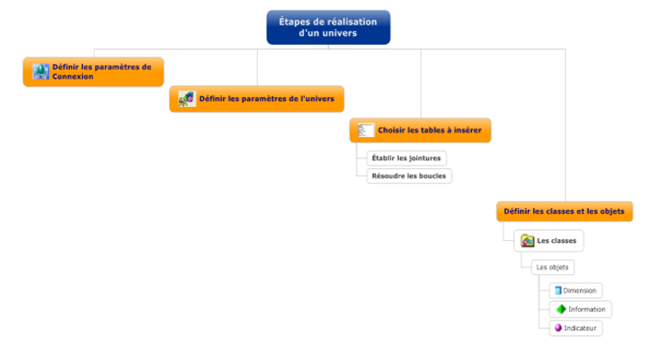 Étapes de réalisation
d'un univers
Définir les paramètres de
Connexion
Définir les paramètres de l'univers
Choisir les tables à insérer
Établir les jointures
Résoudre les boucles
Définir les classes et les objets
Les classes
Les objets
Dimension
Information
Indicateur